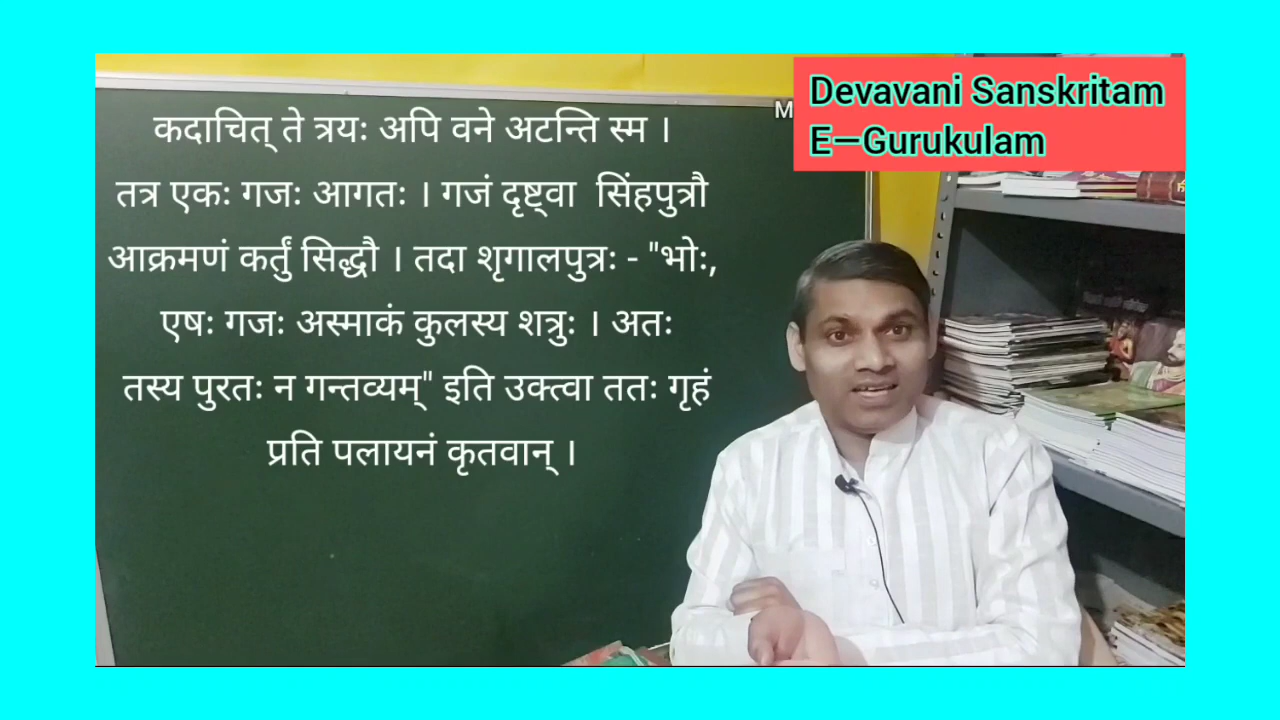 Devavani Sanskritam
E—Gurukulam
M
कदाचित् ते त्रयः अपि वने अटन्ति स्म ।
तत्र एकः गजः आगतः । गजं दृष्ट्वा सिंहपुत्रौ
आक्रमणं कर्तुं सिद्धौ । तदा शृगालपुत्रः - "भोः,
एषः गजः अस्माकं कुलस्य शत्रुः । अतः
तस्य पुरतः न गन्तव्यम्" इति उक्त्वा ततः गृहं
प्रति पलायनं कृतवान् ।